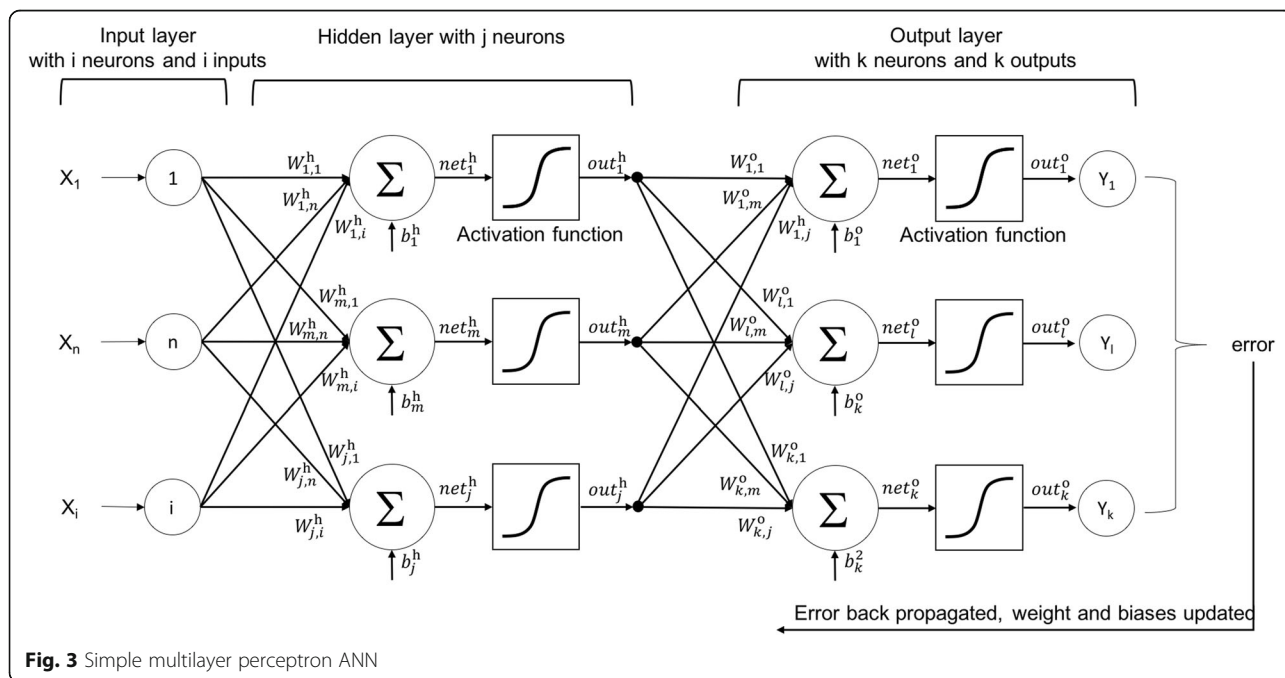 Input layer
with i neurons and i inputs
Hidden layer with j neurons
Output layer
with k neurons and k outputs
X₁
1
W₁,₁ʰ
W₁,ₙʰ
W₁,ᵢʰ
Σ
net₁ʰ
b₁ʰ
Activation function
out₁ʰ
W₁,₁ᵒ
W₁,ₘᵒ
W₁,ⱼʰ
Σ
net₁ᵒ
b₁ᵒ
Activation function
out₁ᵒ
Y₁
Xₙ
n
Wₘ,₁ʰ
Wₘ,ₙʰ
Wₘ,ᵢʰ
Σ
netₘʰ
bₘʰ
outₘʰ
Wₗ,₁ᵒ
Wₗ,ₘᵒ
Wₗ,ⱼᵒ
Σ
netₗᵒ
bₖᵒ
outₗᵒ
Yₗ
error
Xᵢ
i
Wⱼ,₁ʰ
Wⱼ,ₙʰ
Wⱼ,ᵢʰ
Σ
netⱼʰ
bⱼʰ
outⱼʰ
Wₖ,₁ᵒ
Wₖ,ₘᵒ
Wₖ,ⱼᵒ
Σ
netₖᵒ
bₖ²
outₖᵒ
Yₖ
Error back propagated, weight and biases updated
Fig. 3 Simple multilayer perceptron ANN